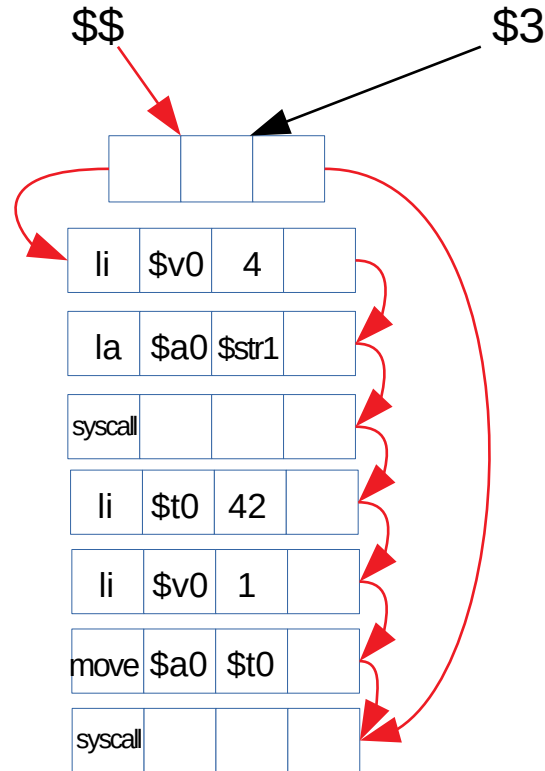 $$ $3
li $v0 4
la $a0 $str1
syscall
li $t0 42
li $v0 1
move $a0 $t0
syscall